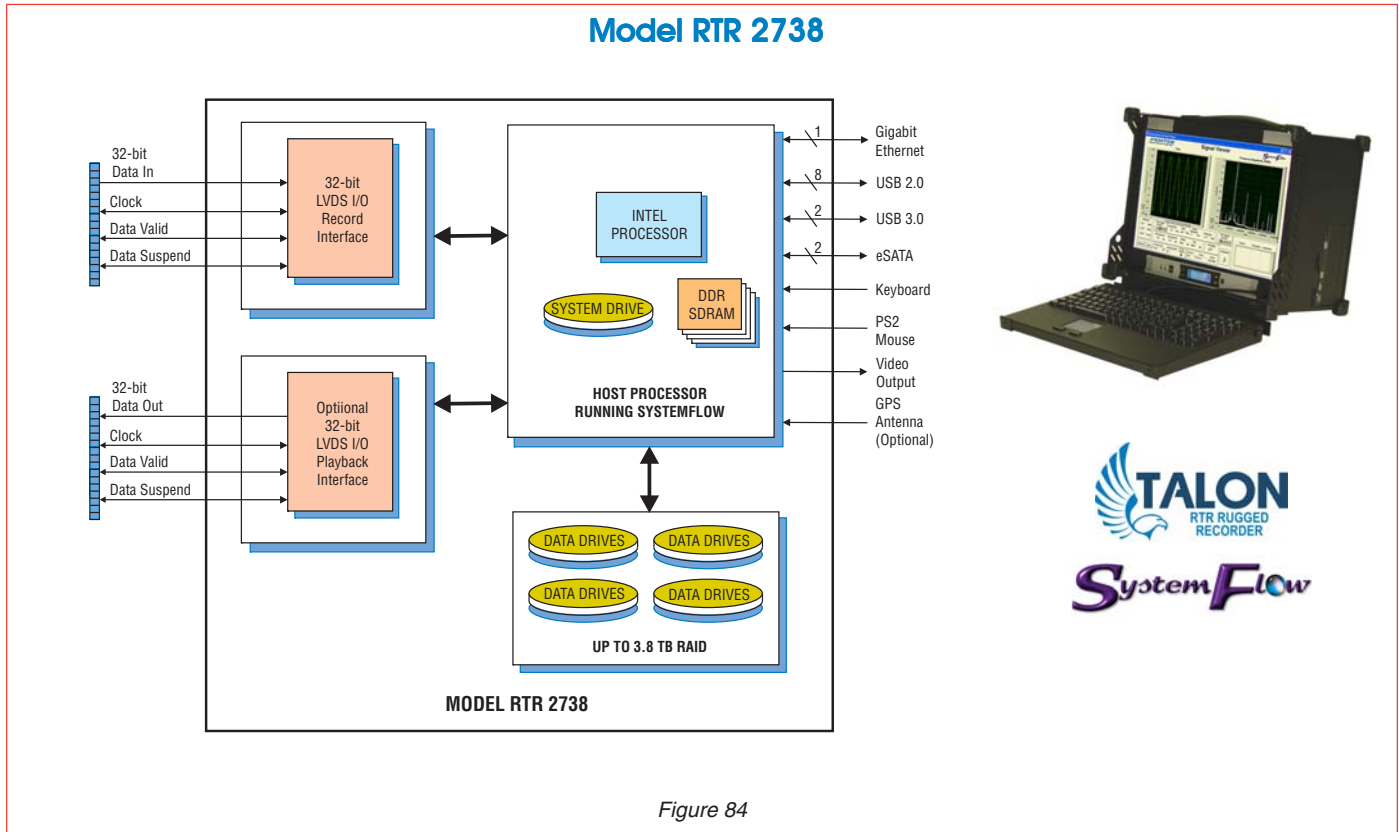 Model RTR 2738
32-bit
Data In
Clock
Data Valid
Data Suspend
32-bit
LVDS I/O
Record
Interface
32-bit
Data Out
Clock
Data Valid
Data Suspend
Optiional
32-bit
LVDS I/O
Playback
Interface
INTEL
PROCESSOR
SYSTEM DRIVE
DDR
SDRAM
HOST PROCESSOR
RUNNING SYSTEMFLOW
1
Gigabit
Ethernet
8
USB 2.0
2
USB 3.0
2
eSATA
Keyboard
PS2
Mouse
Video
Output
GPS
Antenna
(Optional)
DATA DRIVES
DATA DRIVES
DATA DRIVES
DATA DRIVES
UP TO 3.8 TB RAID
MODEL RTR 2738
Signal Viewer
TALON
RTR RUGGED
RECORDER
SystemFlow
Figure 84